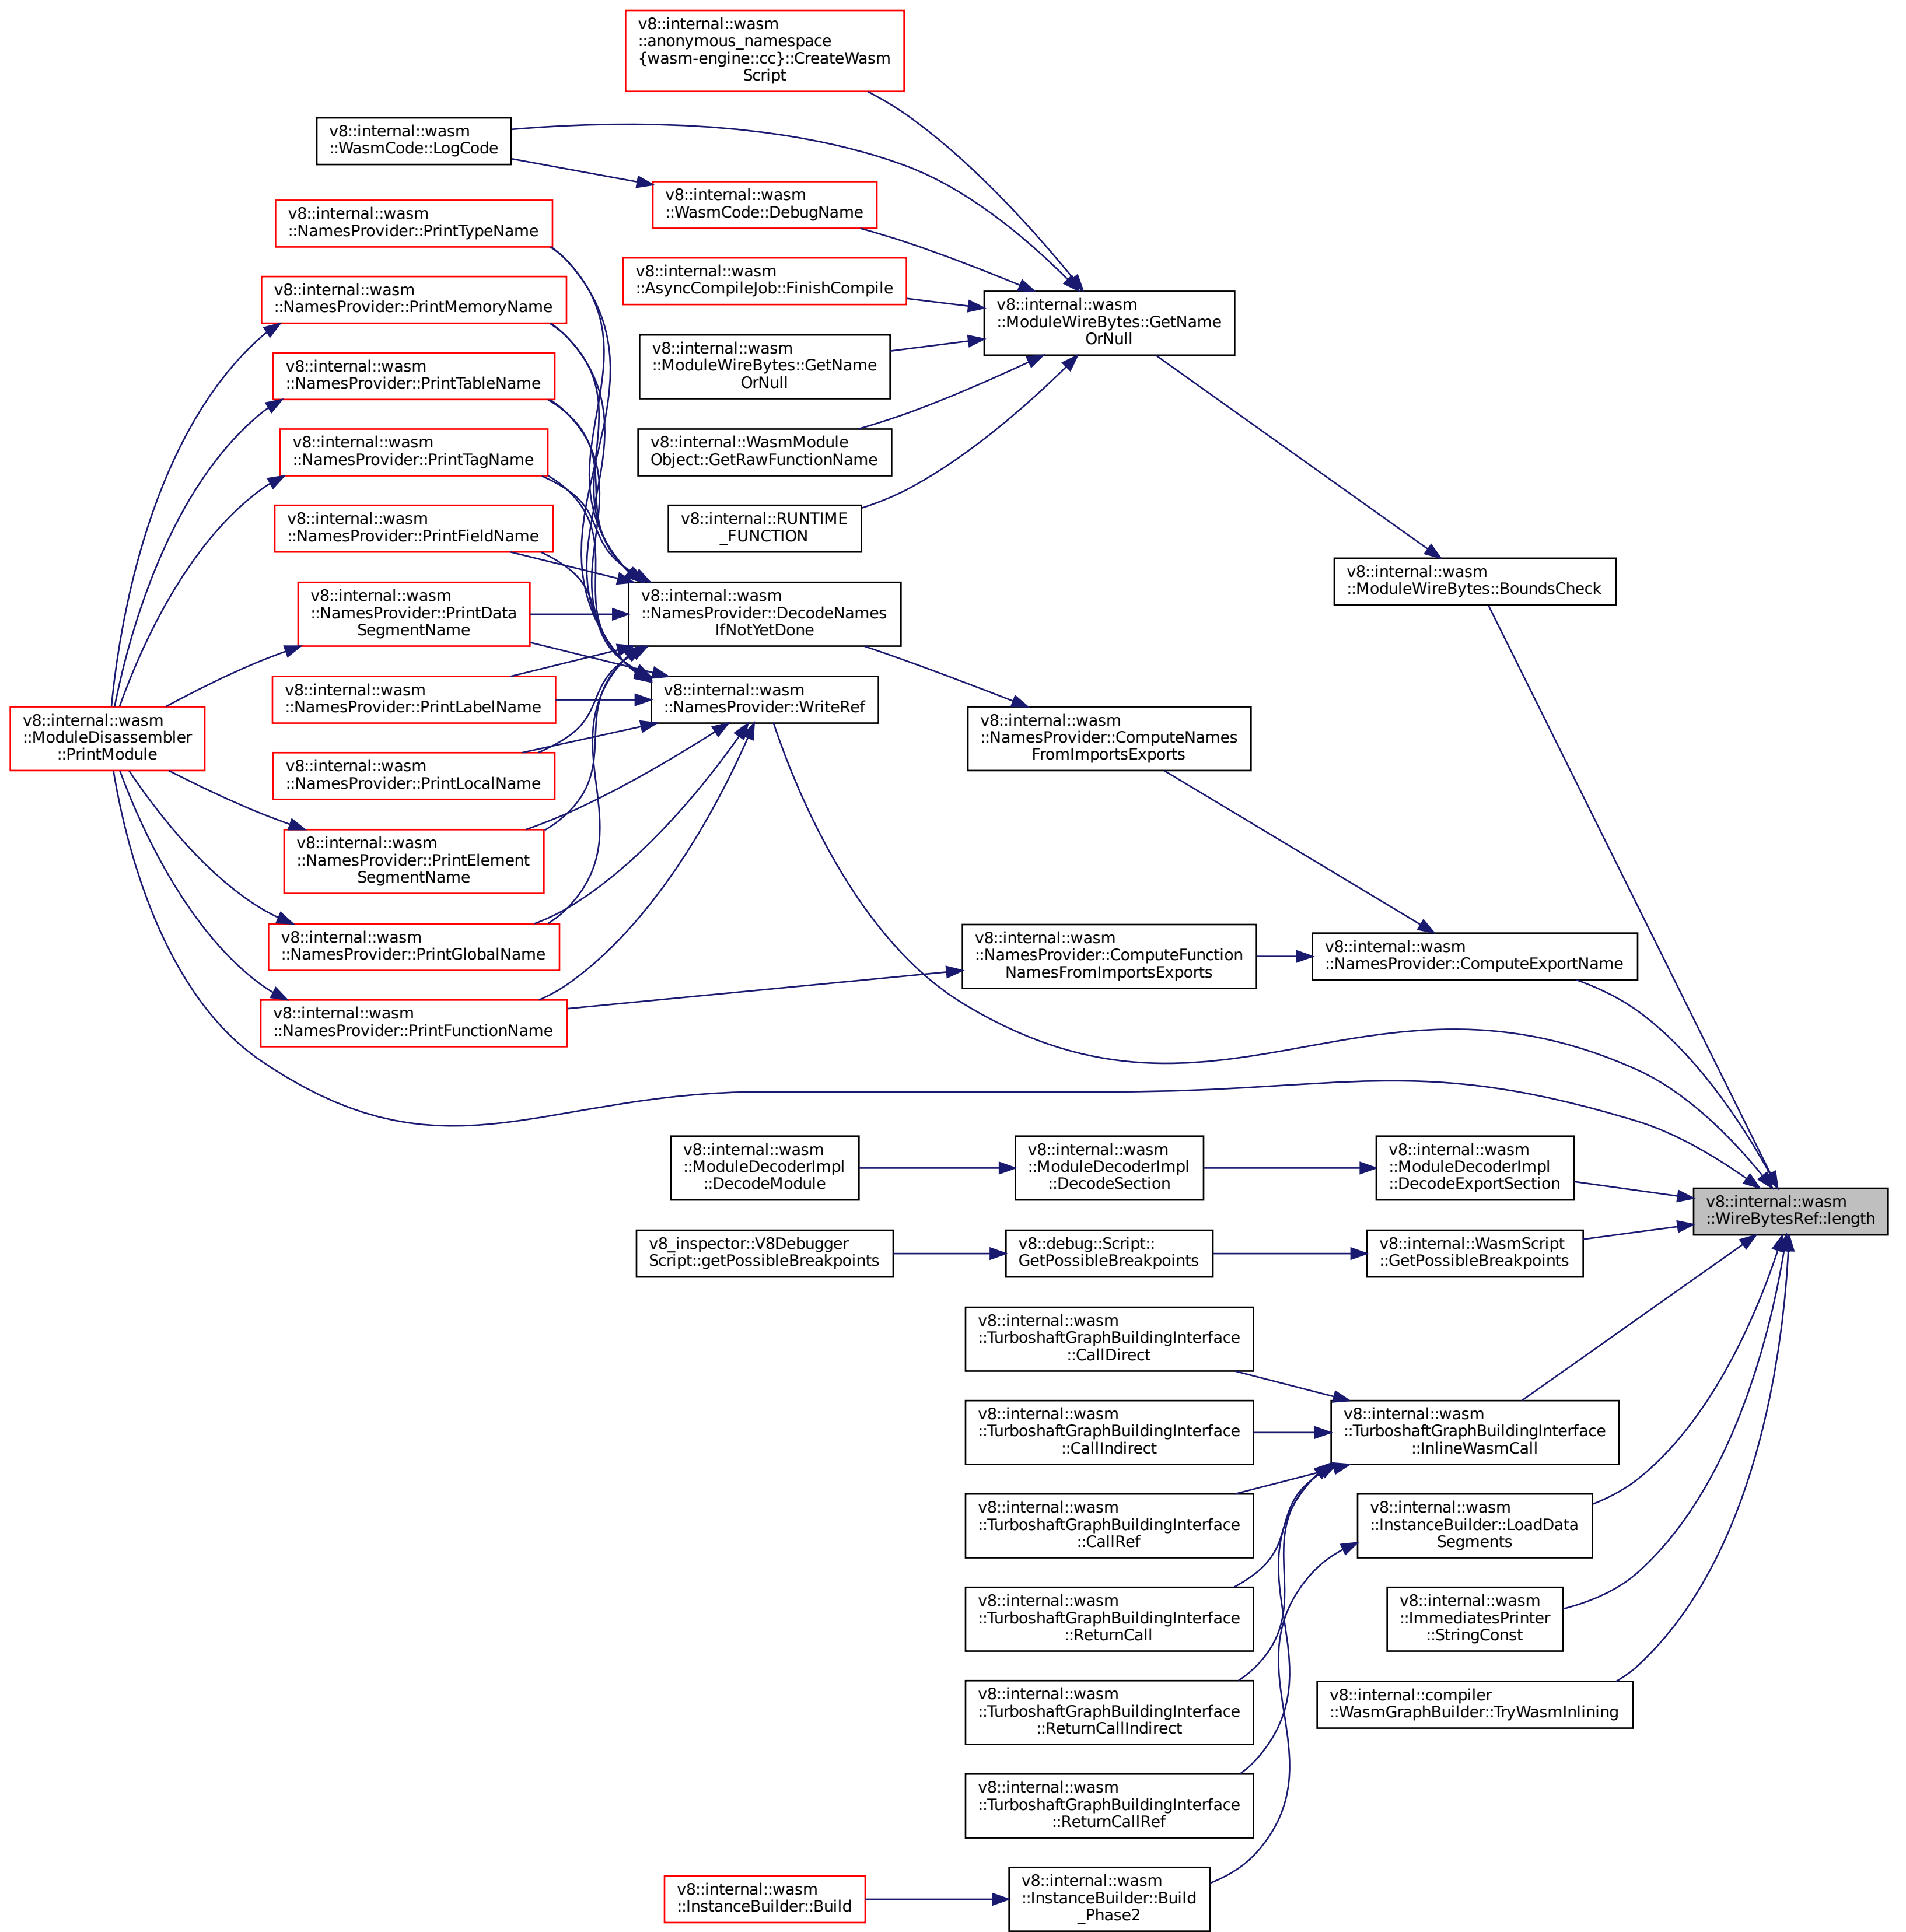 v8::internal::wasm
::anonymous_namespace
{wasm-engine::cc}::CreateWasm
Script
v8::internal::wasm
::WasmCode::LogCode
v8::internal::wasm
::WasmCode::DebugName
v8::internal::wasm
::NamesProvider::PrintTypeName
v8::internal::wasm
::AsyncCompileJob::FinishCompile
v8::internal::wasm
::NamesProvider::PrintMemoryName
v8::internal::wasm
::ModuleWireBytes::GetName
OrNull
v8::internal::wasm
::ModuleWireBytes::GetName
OrNull
v8::internal::wasm
::NamesProvider::PrintTableName
v8::internal::wasm
::NamesProvider::PrintTagName
v8::internal::WasmModule
Object::GetRawFunctionName
v8::internal::wasm
::NamesProvider::PrintFieldName
v8::internal::RUNTIME
_FUNCTION
v8::internal::wasm
::ModuleWireBytes::BoundsCheck
v8::internal::wasm
::NamesProvider::PrintData
SegmentName
v8::internal::wasm
::NamesProvider::DecodeNames
IfNotYetDone
v8::internal::wasm
::NamesProvider::PrintLabelName
v8::internal::wasm
::NamesProvider::WriteRef
v8::internal::wasm
::ModuleDisassembler
::PrintModule
v8::internal::wasm
::NamesProvider::ComputeNames
FromImportsExports
v8::internal::wasm
::NamesProvider::PrintLocalName
v8::internal::wasm
::NamesProvider::PrintElement
SegmentName
v8::internal::wasm
::NamesProvider::PrintGlobalName
v8::internal::wasm
::NamesProvider::ComputeFunction
NamesFromImportsExports
v8::internal::wasm
::NamesProvider::ComputeExportName
v8::internal::wasm
::NamesProvider::PrintFunctionName
v8::internal::wasm
::ModuleDecoderImpl
::DecodeModule
v8::internal::wasm
::ModuleDecoderImpl
::DecodeSection
v8::internal::wasm
::ModuleDecoderImpl
::DecodeExportSection
v8::internal::wasm
::WireBytesRef::length
v8_inspector::V8Debugger
Script::getPossibleBreakpoints
v8::debug::Script::
GetPossibleBreakpoints
v8::internal::WasmScript
::GetPossibleBreakpoints
v8::internal::wasm
::TurboshaftGraphBuildingInterface
::CallDirect
v8::internal::wasm
::TurboshaftGraphBuildingInterface
::CallIndirect
v8::internal::wasm
::TurboshaftGraphBuildingInterface
::InlineWasmCall
v8::internal::wasm
::TurboshaftGraphBuildingInterface
::CallRef
v8::internal::wasm
::InstanceBuilder::LoadData
Segments
v8::internal::wasm
::TurboshaftGraphBuildingInterface
::ReturnCall
v8::internal::wasm
::ImmediatesPrinter
::StringConst
v8::internal::wasm
::TurboshaftGraphBuildingInterface
::ReturnCallIndirect
v8::internal::compiler
::WasmGraphBuilder::TryWasmInlining
v8::internal::wasm
::TurboshaftGraphBuildingInterface
::ReturnCallRef
v8::internal::wasm
::InstanceBuilder::Build
v8::internal::wasm
::InstanceBuilder::Build
_Phase2